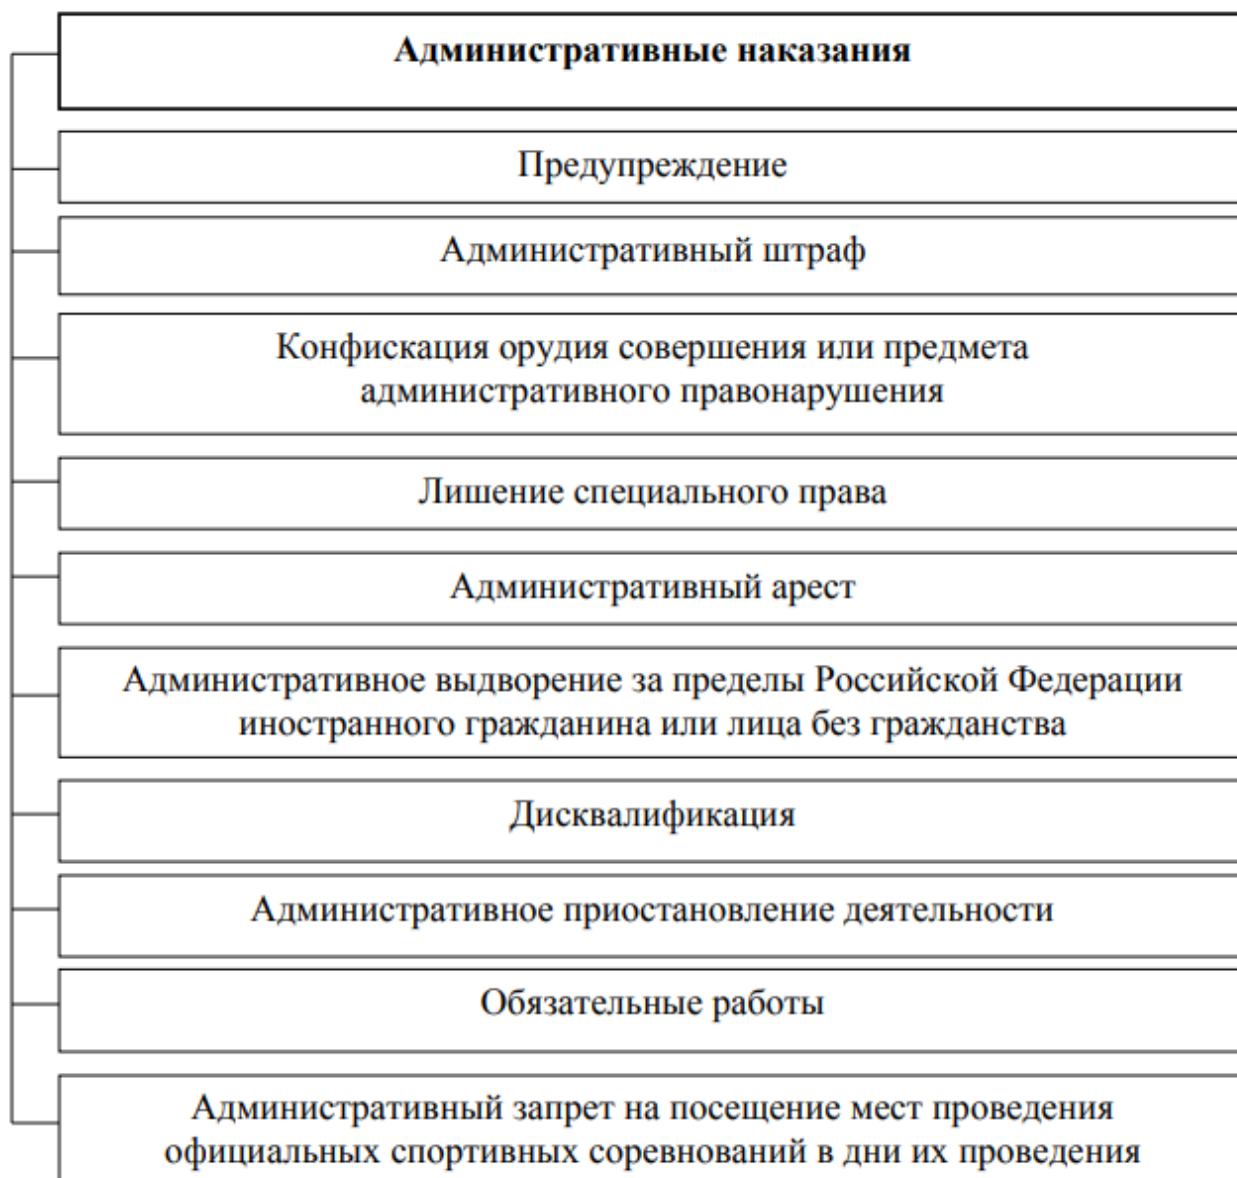 Административные наказания
Предупреждение
Административный штраф
Конфискация орудия совершения или предмета
административного правонарушения
Лишение специального права
Административный арест
Административное выдворение за пределы Российской Федерации
иностранного гражданина или лица без гражданства
Дисквалификация
Административное приостановление деятельности
Обязательные работы
Административный запрет на посещение мест проведения
официальных спортивных соревнований в дни их проведения